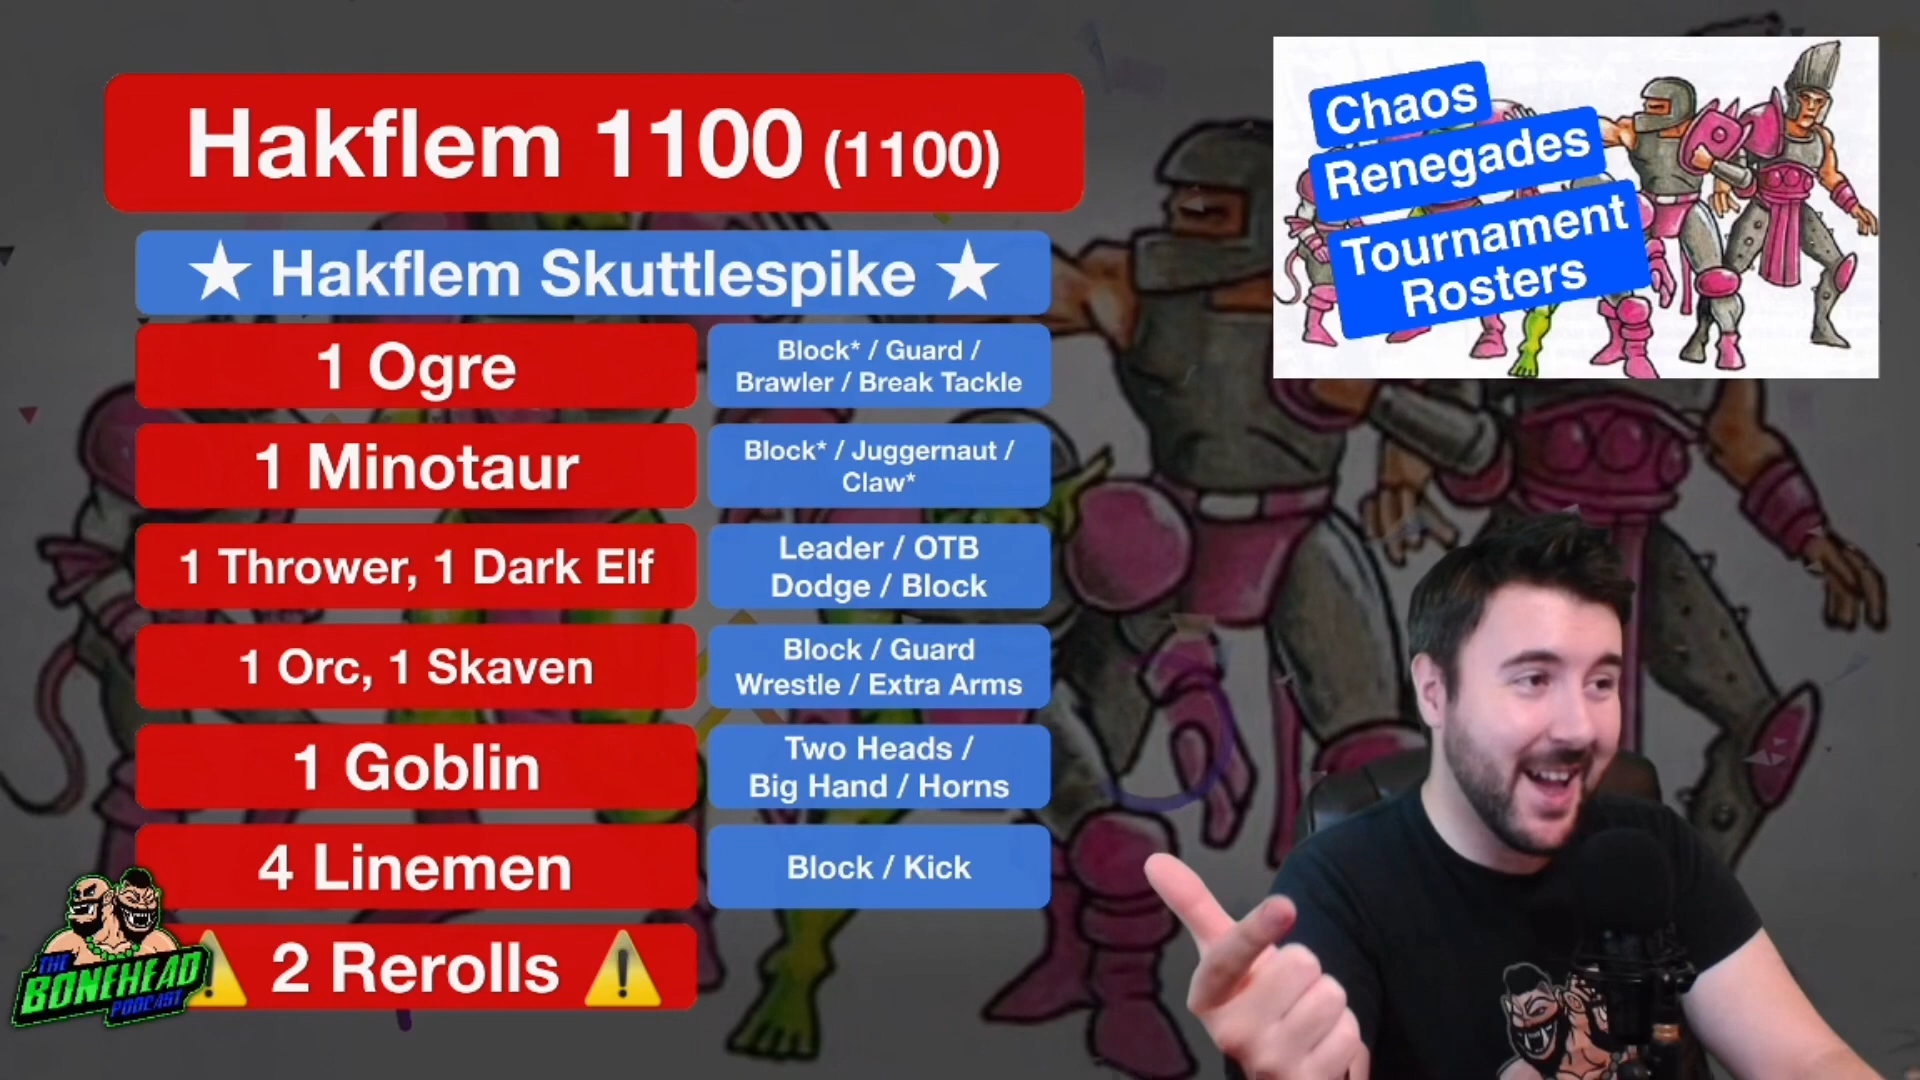 Hakflem 1100 (1100)
★ Hakflem Skuttlespike ★
1 Ogre
Block* / Guard /
Brawler / Break Tackle
1 Minotaur
Block* / Juggernaut /
Claw*
1 Thrower, 1 Dark Elf
Leader / OTB
Dodge / Block
1 Orc, 1 Skaven
Block / Guard
Wrestle / Extra Arms
1 Goblin
Two Heads /
Big Hand / Horns
4 Linemen
Block / Kick
2 Rerolls
Chaos
Renegades
Tournament
Rosters
THE
BONEHEAD
PODCAST